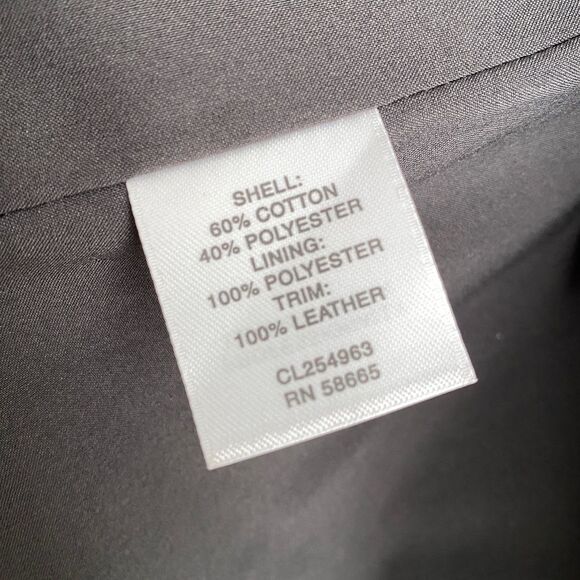 SHELL:
60% COTTON
40% POLYESTER
LINING:
100% POLYESTER
TRIM:
100% LEATHER
CL254963
RN 58665